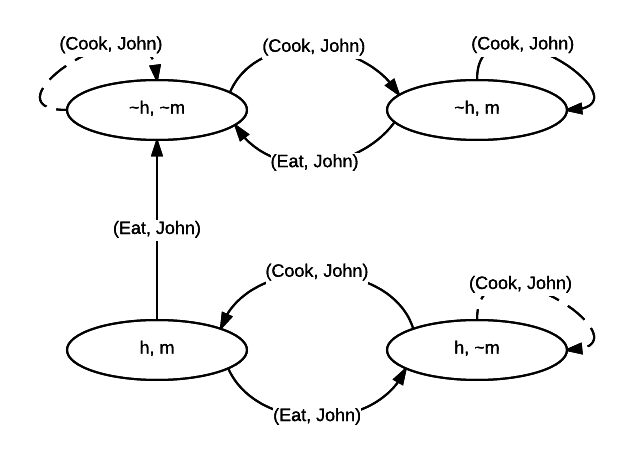 (Cook, John)
(Cook, John)
(Cook, John)
~h, ~m
~h, m
(Eat, John)
(Eat, John)
(Cook, John)
(Cook, John)
h, m
h, ~m
(Eat, John)